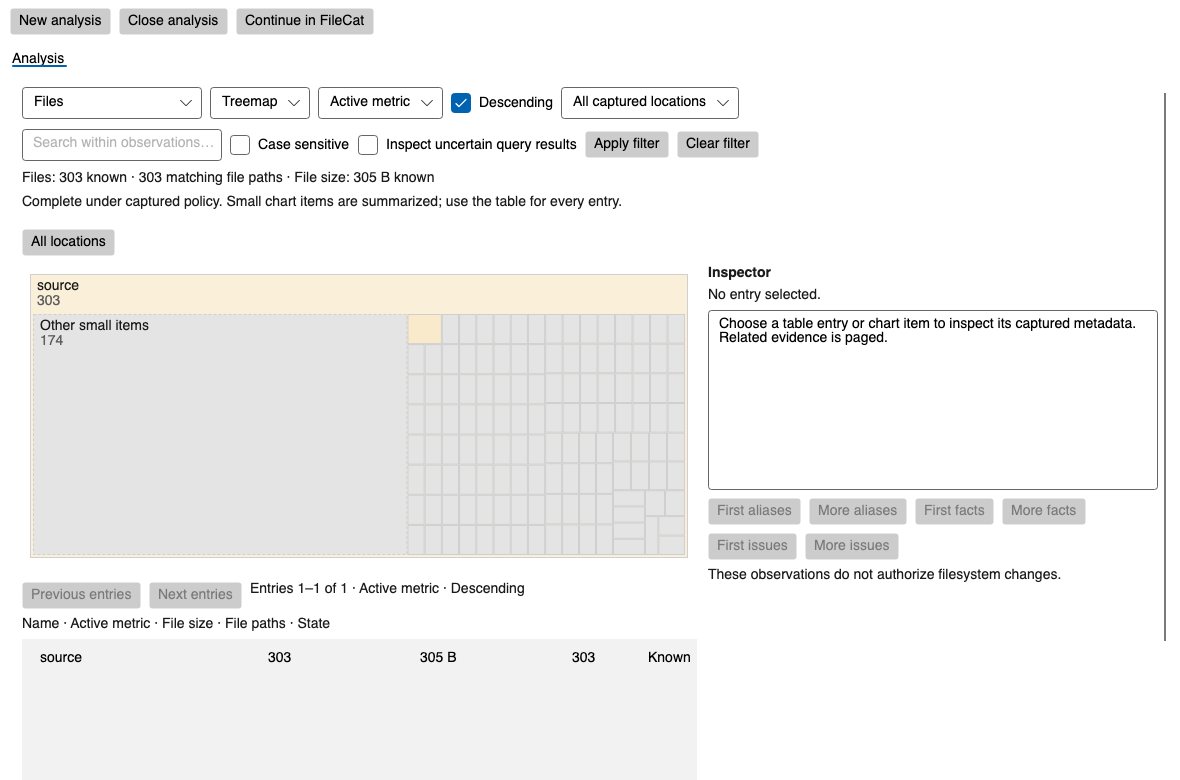 New analysis Close analysis Continue in FileCat
Analysis
Files Treemap Active metric Descending All captured locations
Search within observations... Case sensitive Inspect uncertain query results Apply filter Clear filter
Files: 303 known · 303 matching file paths · File size: 305 B known
Complete under captured policy. Small chart items are summarized; use the table for every entry.
All locations
source
303
Other small items
174
Inspector
No entry selected.
Choose a table entry or chart item to inspect its captured metadata.
Related evidence is paged.
First aliases More aliases First facts More facts
First issues More issues
These observations do not authorize filesystem changes.
Previous entries Next entries Entries 1–1 of 1 · Active metric · Descending
Name · Active metric · File size · File paths · State
source 303 305 B 303 Known